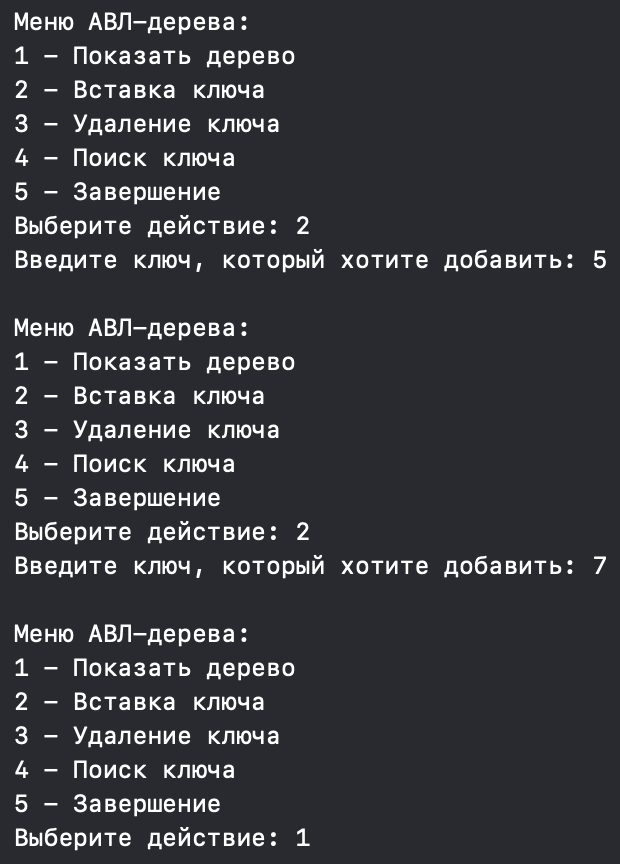 Меню АВЛ-дерева:
1 - Показать дерево
2 - Вставка ключа
3 - Удаление ключа
4 - Поиск ключа
5 - Завершение
Выберите действие: 2
Введите ключ, который хотите добавить: 5
Меню АВЛ-дерева:
1 - Показать дерево
2 - Вставка ключа
3 - Удаление ключа
4 - Поиск ключа
5 - Завершение
Выберите действие: 2
Введите ключ, который хотите добавить: 7
Меню АВЛ-дерева:
1 - Показать дерево
2 - Вставка ключа
3 - Удаление ключа
4 - Поиск ключа
5 - Завершение
Выберите действие: 1